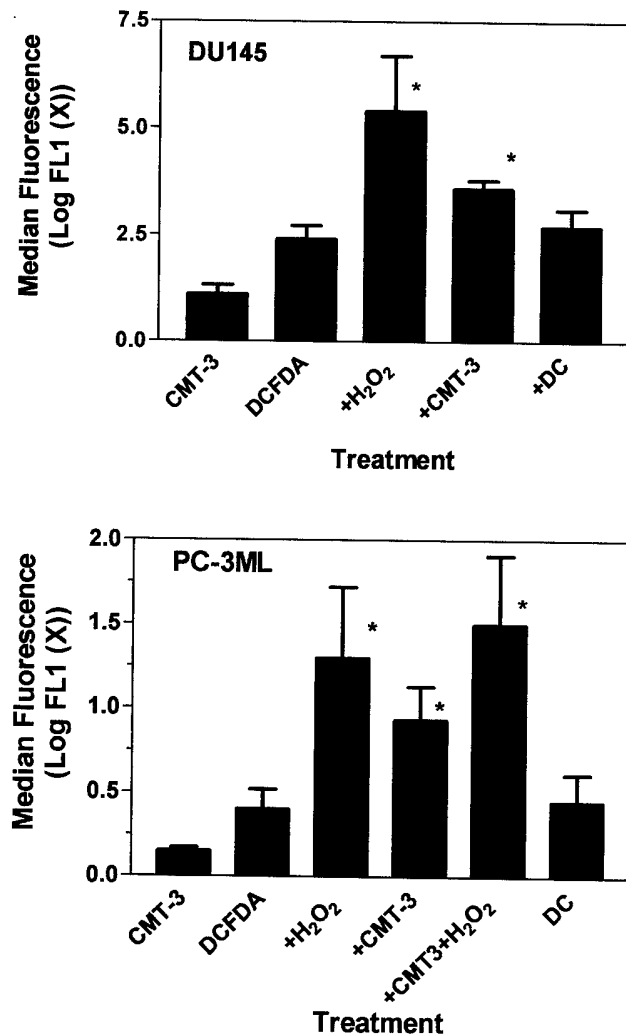 DU145
Median Fluorescence
(Log FL1 (X))
7.5
5.0
2.5
0.0
*
*
CMT-3
DCFDA
+H₂O₂
+CMT-3
+DC
Treatment
PC-3ML
Median Fluorescence
(Log FL1 (X))
2.0
1.5
1.0
0.5
0.0
*
*
*
CMT-3
DCFDA
+H₂O₂
+CMT-3
+CMT3+H₂O₂
DC
Treatment